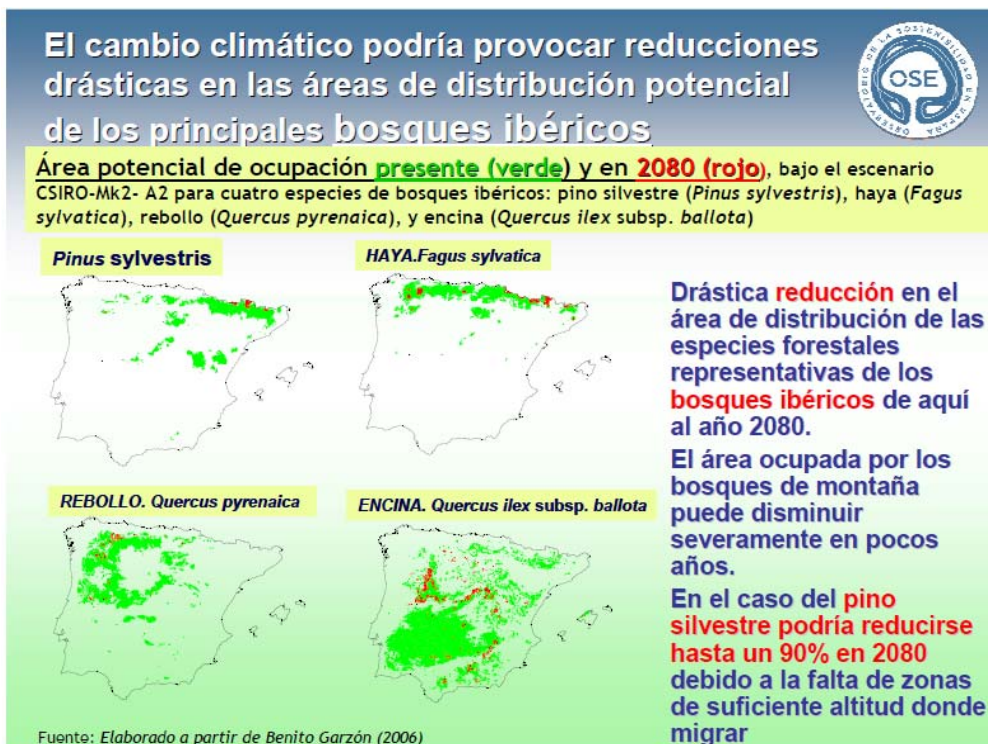 El cambio climático podría provocar reducciones
drásticas en las áreas de distribución potencial
de los principales bosques ibéricos
OBSERVATORIO DE LA SOSTENIBILIDAD EN ESPAÑA
OSE
Área potencial de ocupación presente (verde) y en 2080 (rojo), bajo el escenario
CSIRO-Mk2- A2 para cuatro especies de bosques ibéricos: pino silvestre (Pinus sylvestris), haya (Fagus
sylvatica), rebollo (Quercus pyrenaica), y encina (Quercus ilex subsp. ballota)
Pinus sylvestris
HAYA.Fagus sylvatica
REBOLLO. Quercus pyrenaica
ENCINA. Quercus ilex subsp. ballota
Drástica reducción en el
área de distribución de las
especies forestales
representativas de los
bosques ibéricos de aquí
al año 2080.
El área ocupada por los
bosques de montaña
puede disminuir
severamente en pocos
años.
En el caso del pino
silvestre podría reducirse
hasta un 90% en 2080
debido a la falta de zonas
de suficiente altitud donde
migrar
Fuente: Elaborado a partir de Benito Garzón (2006)